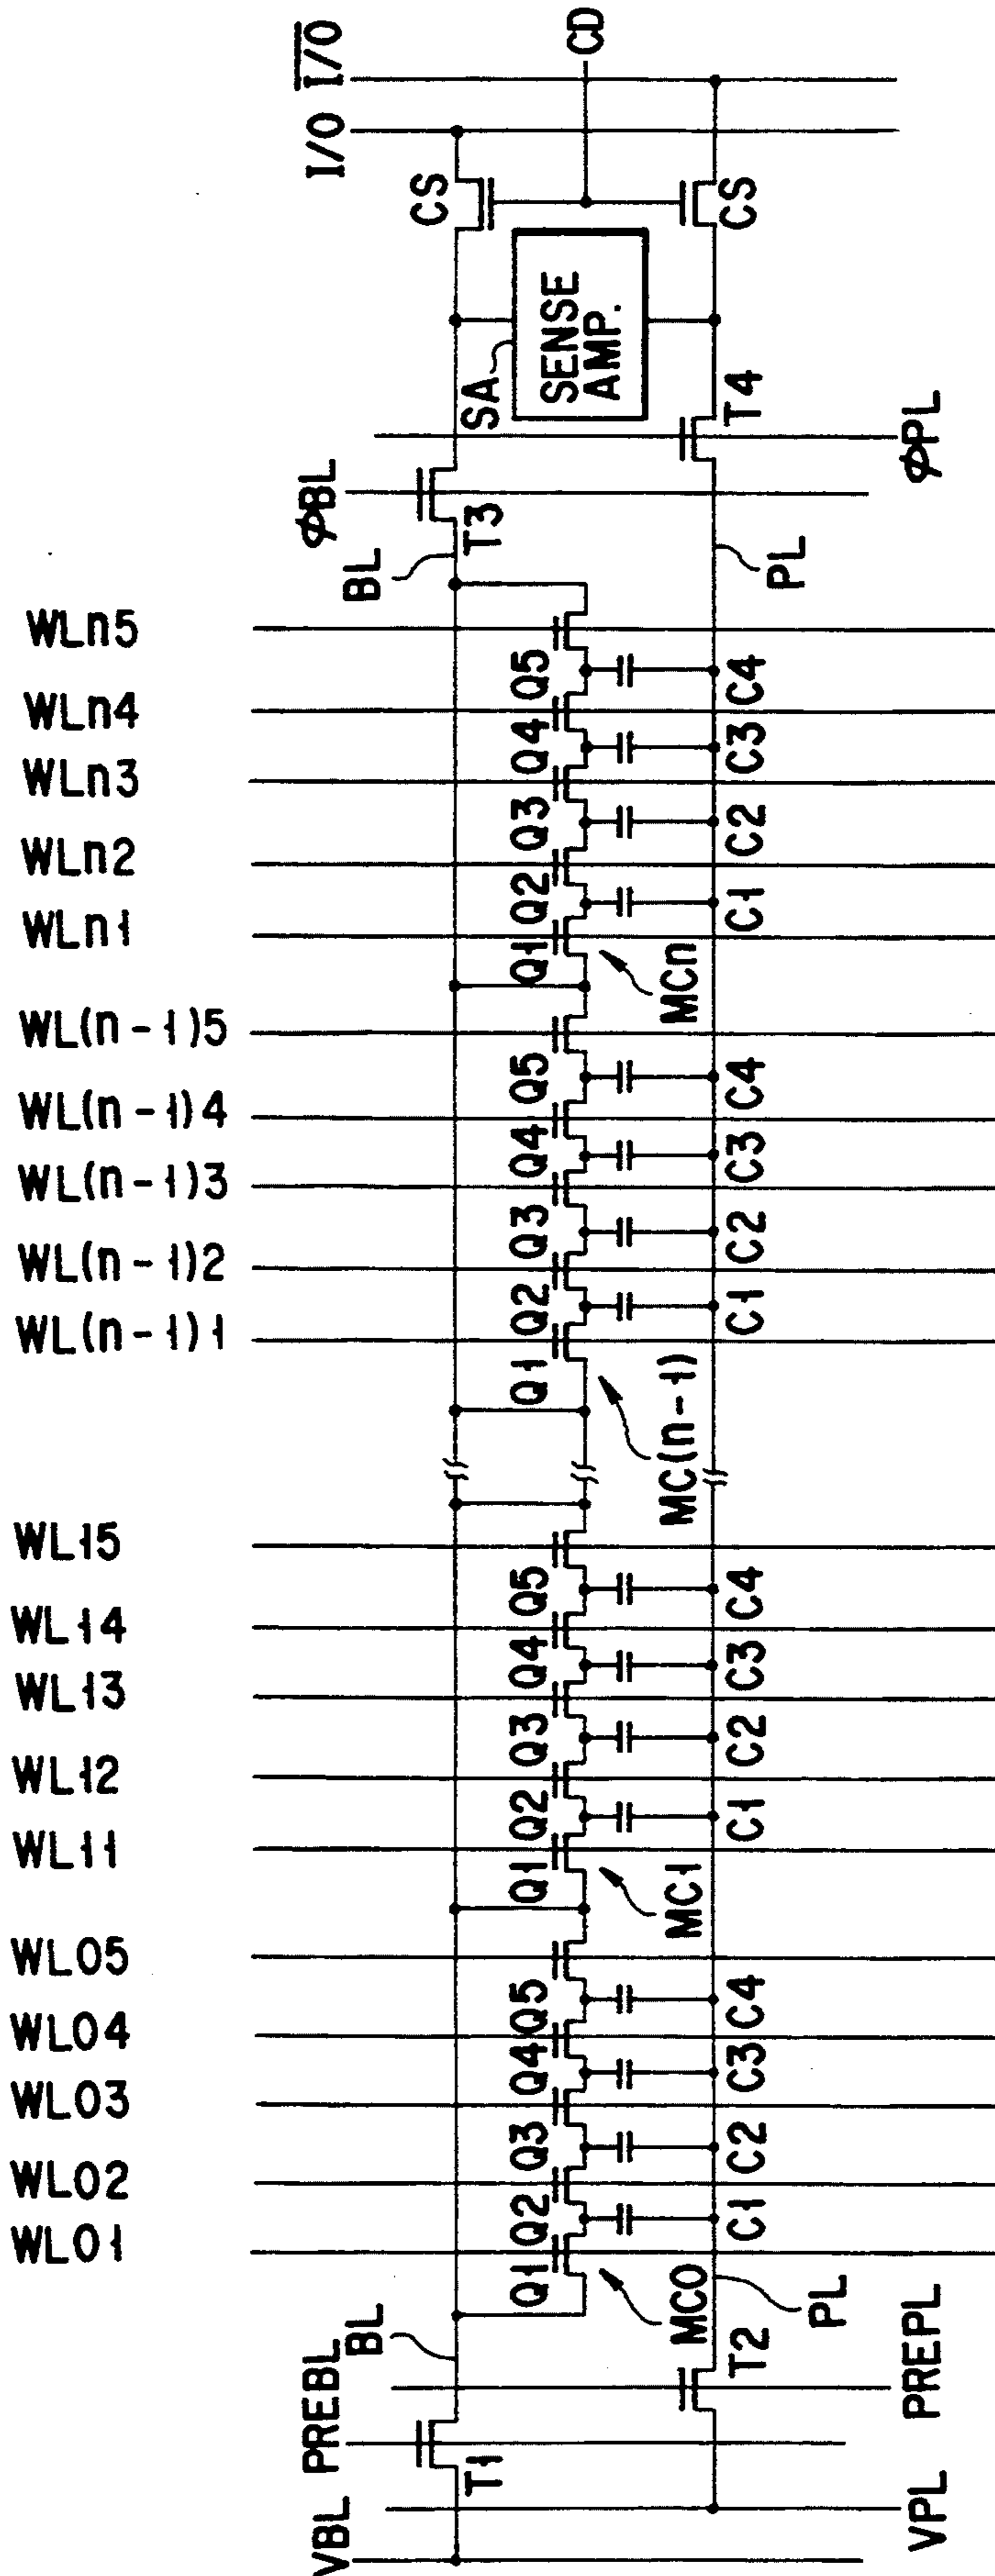 I/O
I/O
CD
CS
CS
SENSE
AMP.
SA
T4
ØBL
ØPL
T3
BL
PL
WLn5
WLn4
WLn3
WLn2
WLn1
Q5
Q4
Q3
Q2
Q1
C4
C3
C2
C1
MCn
WL(n-1)5
WL(n-1)4
WL(n-1)3
WL(n-1)2
WL(n-1)1
Q5
Q4
Q3
Q2
Q1
C4
C3
C2
C1
MC(n-1)
WL15
WL14
WL13
WL12
WL11
Q5
Q4
Q3
Q2
Q1
C4
C3
C2
C1
MC1
WL05
WL04
WL03
WL02
WL01
Q5
Q4
Q3
Q2
Q1
C4
C3
C2
C1
MC0
PL
BL
PREBL
T2
PREPL
T1
VBL
VPL